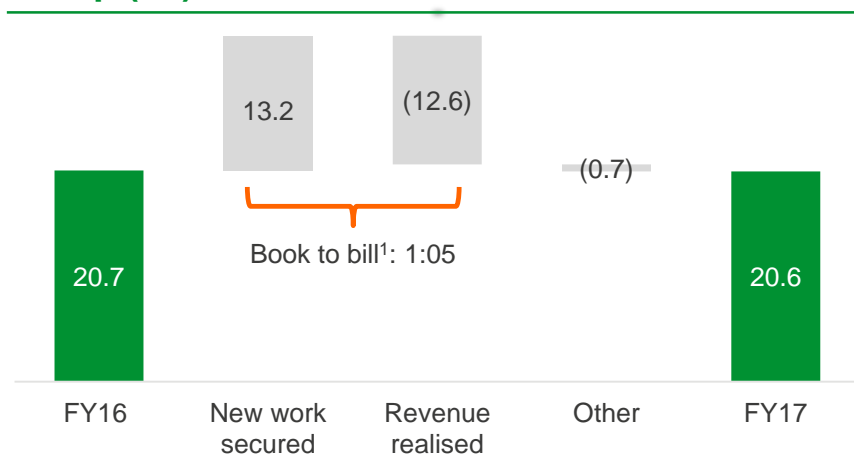 13.2
(12.6)
(0.7)
Book to bill¹: 1:05
20.7
20.6
FY16
New work secured
Revenue realised
Other
FY17